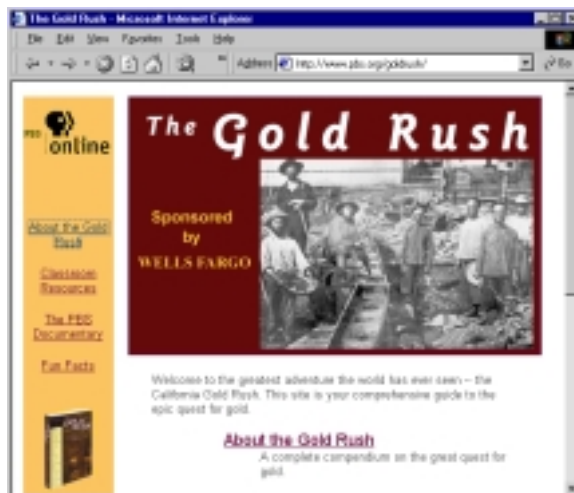 The Gold Rush - Microsoft Internet Explorer
File Edit View Favorites Tools Help
Address http://www.pbs.org/goldrush/ Go
PBS online
The Gold Rush
Sponsored
by
WELLS FARGO
About the Gold
Rush
Classroom
Resources
The PBS
Documentary
Fun Facts
Welcome to the greatest adventure the world has ever seen – the
California Gold Rush. This site is your comprehensive guide to the
epic quest for gold.
About the Gold Rush
A complete compendium on the great quest for
gold.